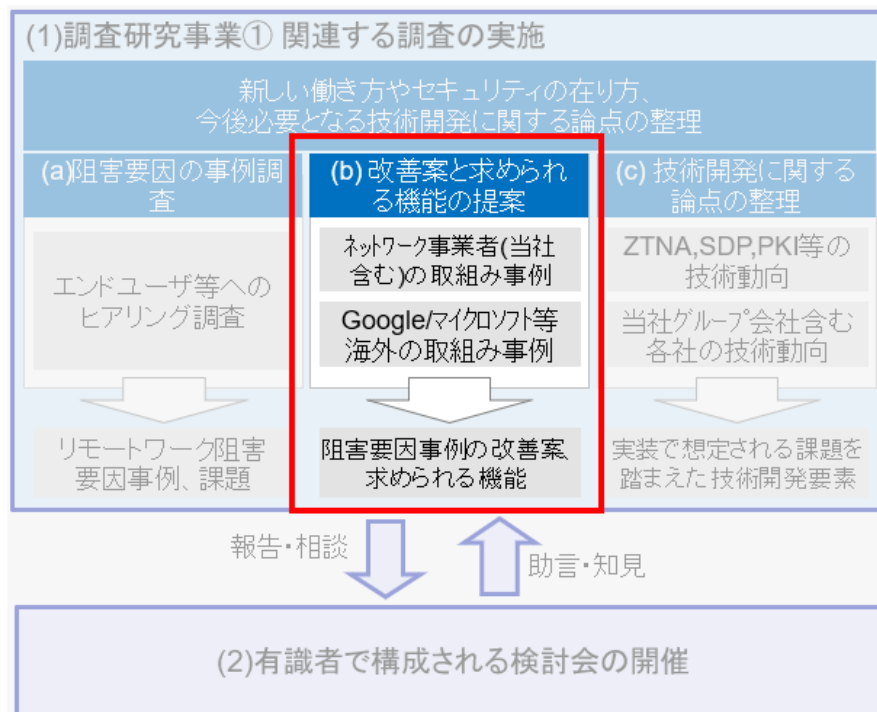 (1)調査研究事業① 関連する調査の実施
新しい働き方やセキュリティの在り方、
今後必要となる技術開発に関する論点の整理
(a)阻害要因の事例調
査
エンドユーザ等への
ヒアリング調査
リモートワーク阻害
要因事例、課題
(b) 改善案と求められ
る機能の提案
ネットワーク事業者(当社
含む)の取組み事例
Google/マイクロソフト等
海外の取組み事例
阻害要因事例の改善案、
求められる機能
(c) 技術開発に関する
論点の整理
ZTNA,SDP,PKI等の
技術動向
当社グループ会社含む
各社の技術動向
実装で想定される課題を
踏まえた技術開発要素
報告・相談
助言・知見
(2)有識者で構成される検討会の開催